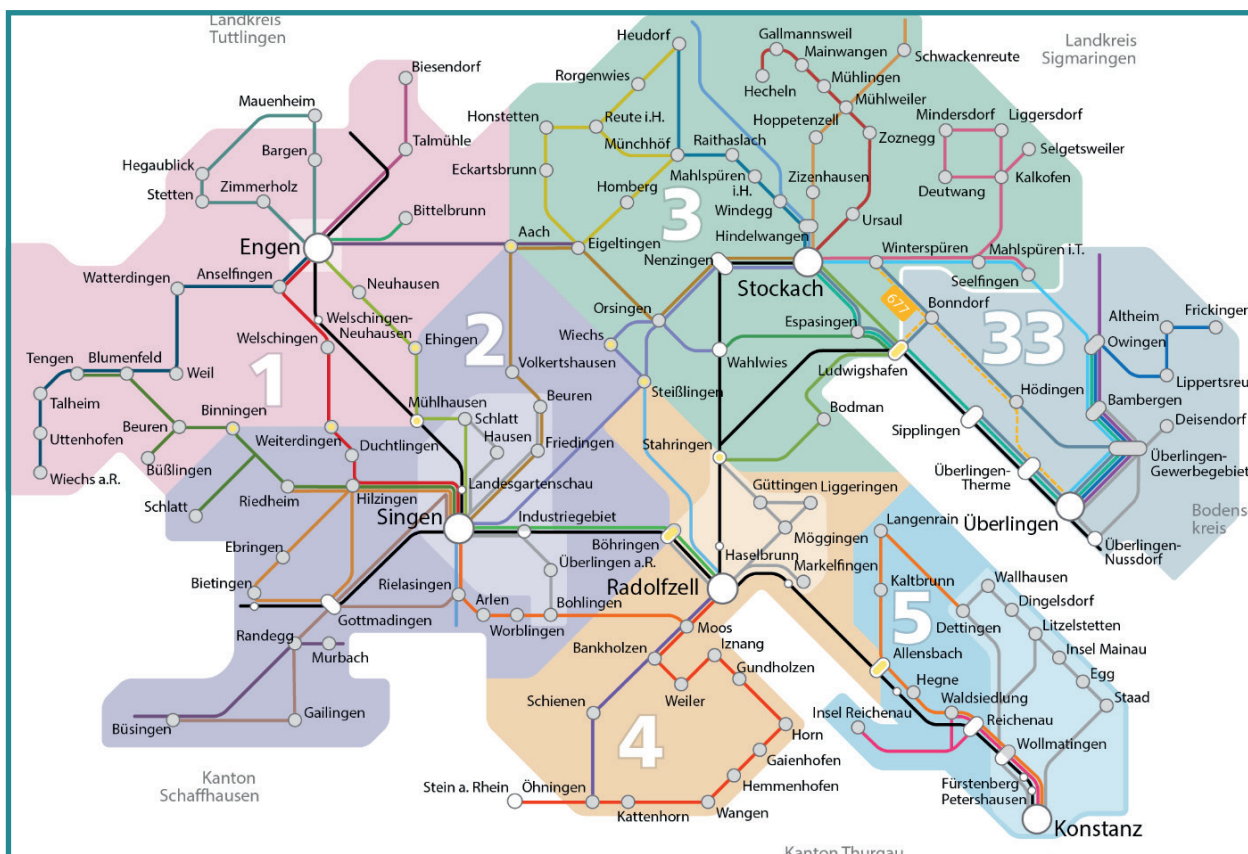 Landkreis
Tuttlingen
Heudorf
Gallmannsweil
Mainwangen
Schwackenreute
Landkreis
Sigmaringen
Biesendorf
Mauenheim
Rorgenwies
Mühlingen
Hecheln
Mühlweiler
Honstetten
Reute i.H.
Hoppetenzell
Mindersdorf
Liggersdorf
Bargen
Talmühle
Münchhöf
Raithaslach
Zoznegg
Selgetsweiler
Hegaublick
Eckartsbrunn
Mahlspüren
i.H.
Zizenhausen
Deutwang
Kalkofen
Stetten
Zimmerholz
Homberg
3
Bittelbrunn
Windegg
Ursaul
Aach
Hindelwangen
Engen
Eigeltingen
Nenzingen
Winterspüren
Mahlspüren i.T.
Watterdingen
Anselfingen
Stockach
Seelfingen
Neuhausen
677
Bonndorf
Frickingen
Welschingen-
Neuhausen
Orsingen
Altheim
Welschingen
Ehingen
2
Wiechs
Espasingen
33
Owingen
Tengen
Blumenfeld
1
Volkertshausen
Wahlwies
Ludwigshafen
Weil
Steißlingen
Lippertsreute
Talheim
Mühlhausen
Hödingen
Bambergen
Binningen
Schlatt
Beuren
Bodman
Deisendorf
Beuren
Hausen
Sipplingen
Uttenhofen
Weiterdingen
Duchtlingen
Friedingen
Stahringen
Büßlingen
Überlingen-
Gewerbegebiet
Wiechs a.R.
Landesgartenschau
Überlingen-
Therme
Schlatt
Riedheim
Hilzingen
Güttingen
Liggeringen
Singen
Industriegebiet
Langenrain
Überlingen
Möggingen
Ebringen
Böhringen
Haselbrunn
Überlingen-
Nussdorf
Überlingen a.R.
Markelfingen
Bietingen
Rielasingen
Radolfzell
Kaltbrunn
Wallhausen
Arlen
Bohlingen
Dingelsdorf
Gottmadingen
Worblingen
5
Litzelstetten
Randegg
Moos
Dettingen
Murbach
Bankholzen
Iznang
Allensbach
Insel Mainau
Gundholzen
Hegne
Egg
Weiler
Waldsiedlung
Staad
Schienen
Insel Reichenau
Reichenau
Büsingen
Gailingen
Horn
Wollmatingen
4
Gaienhofen
Kanton
Schaffhausen
Hemmenhofen
Fürstenberg
Stein a. Rhein
Öhningen
Petershausen
Kattenhorn
Wangen
Konstanz